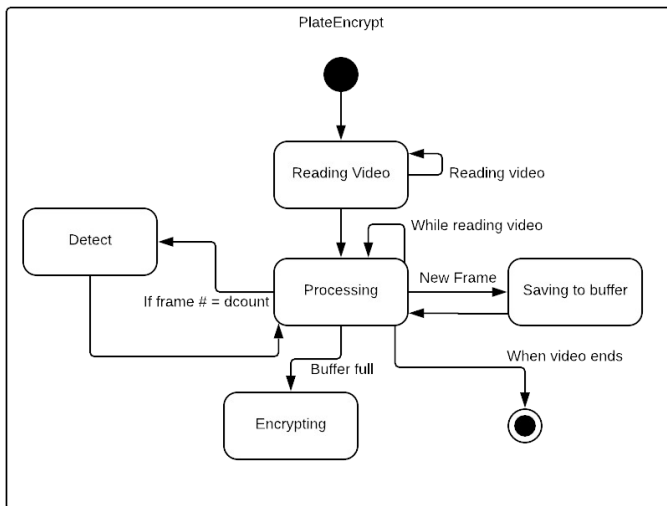 PlateEncrypt
Reading Video
Reading video
While reading video
Detect
New Frame
Processing
Saving to buffer
If frame # = dcount
When video ends
Buffer full
Encrypting